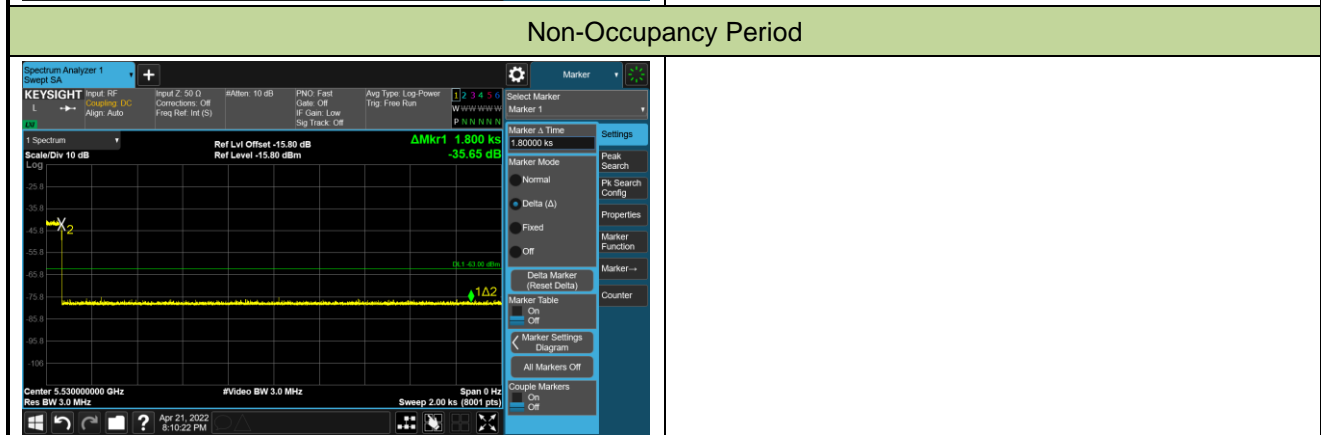 Non-Occupancy Period
Spectrum Analyzer 1
Swept SA
Marker
KEYSIGHT Input: RF Input Z: 50 Ω #Atten: 10 dB PNO: Fast Avg Type: Log-Power 1 2 3 4 5 6
L Coupling: DC Corrections: Off Gate: Off Trig: Free Run W W W W W W
Align: Auto Freq Ref: Int (S) IF Gain: Low P N N N N N
Sig Track: Off
Select Marker
Marker 1
1 Spectrum
Scale/Div 10 dB
Log
Ref Lvl Offset -15.80 dB
Ref Level -15.80 dBm
ΔMkr1 1.800 ks
-35.65 dB
-25.8
-35.8
-45.8
-55.8
-65.8
-75.8
-85.8
-95.8
-106
X2
DL1 -63.00 dBm
1Δ2
Center 5.530000000 GHz #Video BW 3.0 MHz Span 0 Hz
Res BW 3.0 MHz Sweep 2.00 ks (8001 pts)
Marker Δ Time
1.80000 ks
Marker Mode
Normal
Delta (Δ)
Fixed
Off
Delta Marker
(Reset Delta)
Marker Table
On
Off
Marker Settings
Diagram
All Markers Off
Couple Markers
On
Off
Settings
Peak
Search
Pk Search
Config
Properties
Marker
Function
Marker→
Counter
? Apr 21, 2022
8:10:22 PM